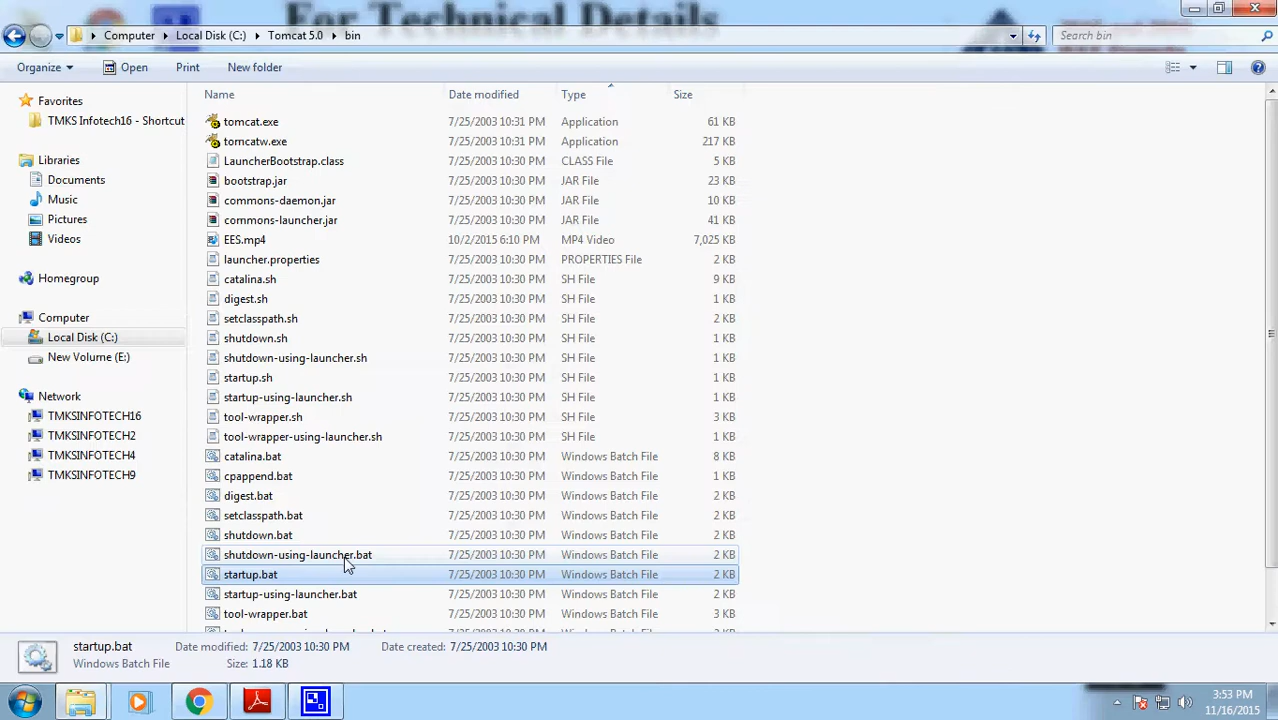 For Technical Details
Computer Local Disk (C:) Tomcat 5.0 bin
Search bin
Organize Open Print New folder
Name Date modified Type Size
Favorites
TMKS Infotech16 - Shortcut
Libraries
Documents
Music
Pictures
Videos
Homegroup
Computer
Local Disk (C:)
New Volume (E:)
Network
TMKSINFOTECH16
TMKSINFOTECH2
TMKSINFOTECH4
TMKSINFOTECH9
tomcat.exe 7/25/2003 10:31 PM Application 61 KB
tomcatw.exe 7/25/2003 10:31 PM Application 217 KB
LauncherBootstrap.class 7/25/2003 10:30 PM CLASS File 5 KB
bootstrap.jar 7/25/2003 10:30 PM JAR File 23 KB
commons-daemon.jar 7/25/2003 10:30 PM JAR File 10 KB
commons-launcher.jar 7/25/2003 10:30 PM JAR File 41 KB
EES.mp4 10/2/2015 6:10 PM MP4 Video 7,025 KB
launcher.properties 7/25/2003 10:30 PM PROPERTIES File 2 KB
catalina.sh 7/25/2003 10:30 PM SH File 9 KB
digest.sh 7/25/2003 10:30 PM SH File 1 KB
setclasspath.sh 7/25/2003 10:30 PM SH File 2 KB
shutdown.sh 7/25/2003 10:30 PM SH File 1 KB
shutdown-using-launcher.sh 7/25/2003 10:30 PM SH File 1 KB
startup.sh 7/25/2003 10:30 PM SH File 1 KB
startup-using-launcher.sh 7/25/2003 10:30 PM SH File 1 KB
tool-wrapper.sh 7/25/2003 10:30 PM SH File 3 KB
tool-wrapper-using-launcher.sh 7/25/2003 10:30 PM SH File 1 KB
catalina.bat 7/25/2003 10:30 PM Windows Batch File 8 KB
cpappend.bat 7/25/2003 10:30 PM Windows Batch File 1 KB
digest.bat 7/25/2003 10:30 PM Windows Batch File 2 KB
setclasspath.bat 7/25/2003 10:30 PM Windows Batch File 2 KB
shutdown.bat 7/25/2003 10:30 PM Windows Batch File 2 KB
shutdown-using-launcher.bat 7/25/2003 10:30 PM Windows Batch File 2 KB
startup.bat 7/25/2003 10:30 PM Windows Batch File 2 KB
startup-using-launcher.bat 7/25/2003 10:30 PM Windows Batch File 2 KB
tool-wrapper.bat 7/25/2003 10:30 PM Windows Batch File 3 KB
startup.bat Date modified: 7/25/2003 10:30 PM Date created: 7/25/2003 10:30 PM
Windows Batch File Size: 1.18 KB
3:53 PM
11/16/2015